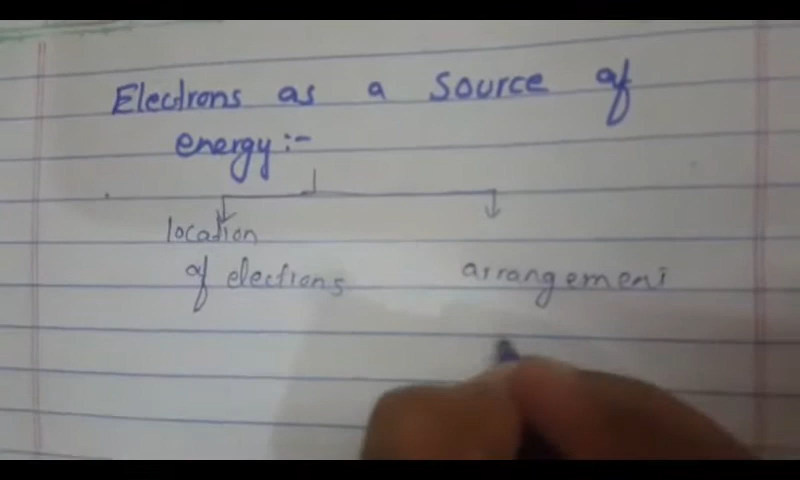 Electrons as a Source of
energy:-
location
of electrons
arrangement